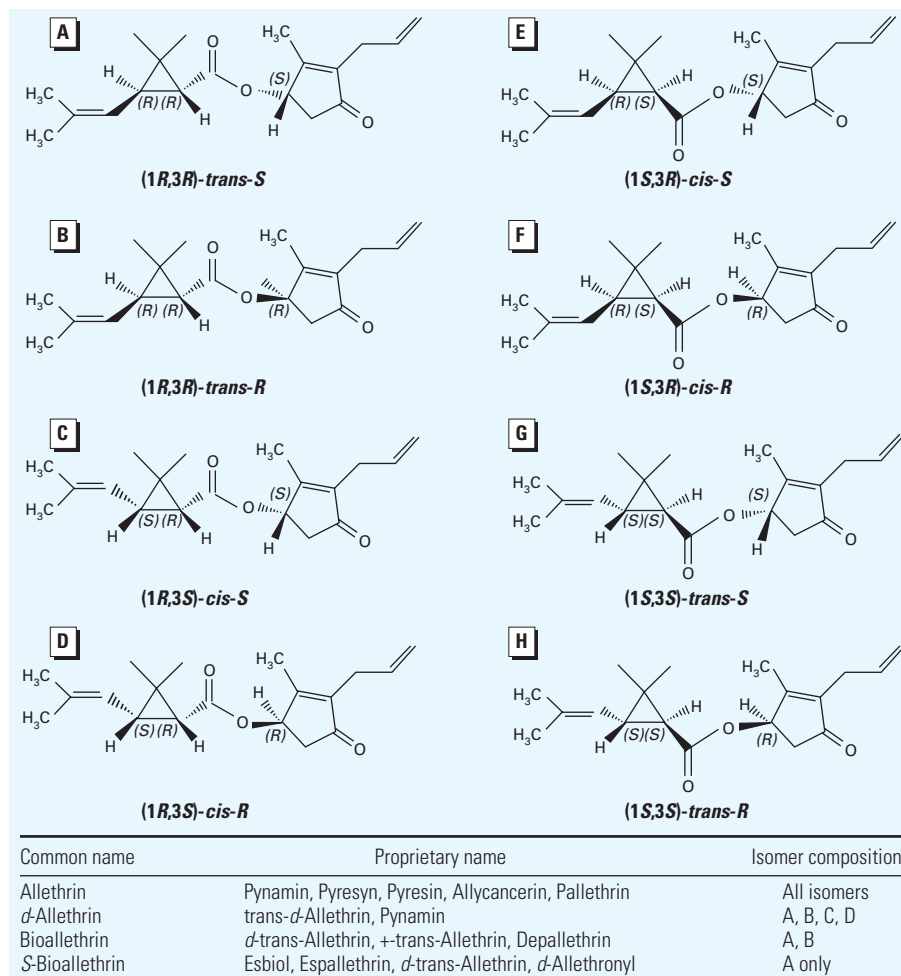 A
H₃C
H₃C
H
(R)
(R)
H
O
O
H₃C
(S)
H
O
(1R,3R)-trans-S
B
H₃C
H₃C
H
(R)
(R)
H
O
O
H₃C
(R)
O
(1R,3R)-trans-R
C
H₃C
H₃C
H
(S)
(R)
H
O
O
H₃C
(S)
H
O
(1R,3S)-cis-S
D
H₃C
H₃C
H
(S)
(R)
H
O
O
H
H₃C
(R)
O
(1R,3S)-cis-R
E
H₃C
H₃C
H
(R)
(S)
H
O
O
H₃C
(S)
H
O
(1S,3R)-cis-S
F
H₃C
H₃C
H
(R)
(S)
H
O
O
H
H₃C
(R)
O
(1S,3R)-cis-R
G
H₃C
H₃C
H
(S)(S)
H
O
O
H₃C
(S)
H
O
(1S,3S)-trans-S
H
H₃C
H₃C
H
(S)(S)
H
O
O
H
H₃C
(R)
O
(1S,3S)-trans-R
Common name Proprietary name Isomer composition
Allethrin Pynamin, Pyresyn, Pyresin, Allycancerin, Pallethrin All isomers
d-Allethrin trans-d-Allethrin, Pynamin A, B, C, D
Bioallethrin d-trans-Allethrin, +-trans-Allethrin, Depallethrin A, B
S-Bioallethrin Esbiol, Espallethrin, d-trans-Allethrin, d-Allethronyl A only